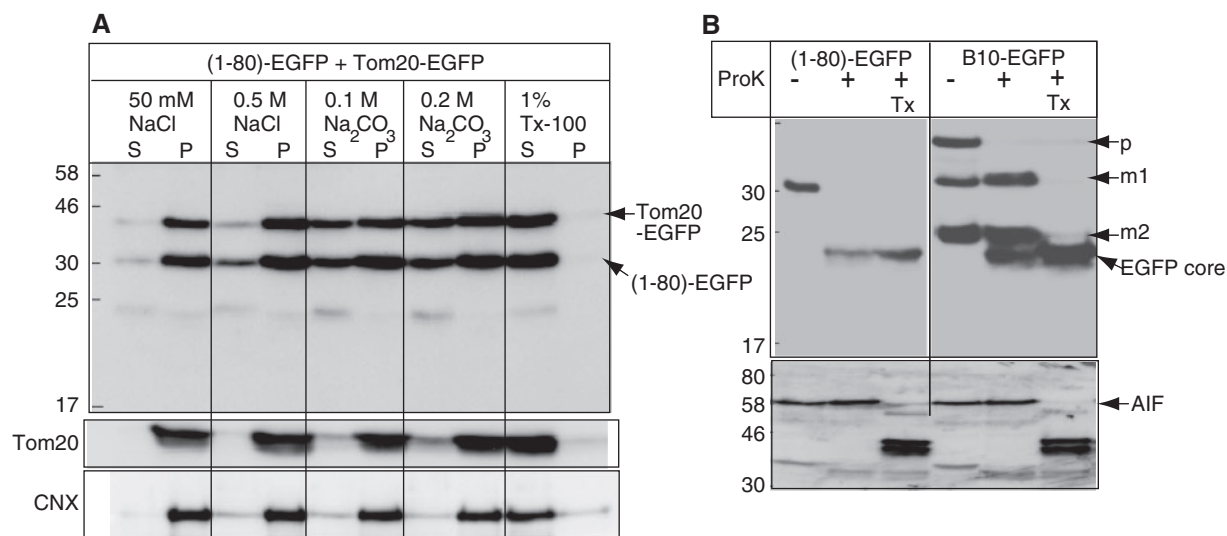 A
(1-80)-EGFP + Tom20-EGFP
50 mM NaCl
0.5 M NaCl
0.1 M Na2CO3
0.2 M Na2CO3
1% Tx-100
S P S P S P S P S P
58
46
30
25
17
Tom20-EGFP
(1-80)-EGFP
Tom20
CNX
B
(1-80)-EGFP B10-EGFP
ProK - + + - + +
Tx Tx
30
25
17
p
m1
m2
EGFP core
80
58
46
30
AIF